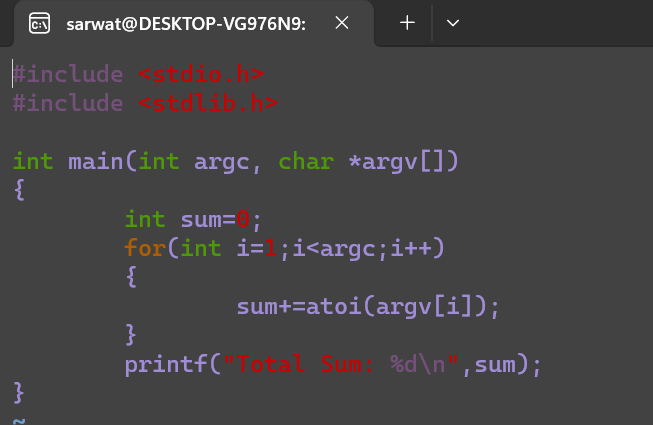 sarwat@DESKTOP-VG976N9:
#include <stdio.h>
#include <stdlib.h>

int main(int argc, char *argv[])
{
        int sum=0;
        for(int i=1;i<argc;i++)
        {
                sum+=atoi(argv[i]);
        }
        printf("Total Sum: %d\n",sum);
}
~